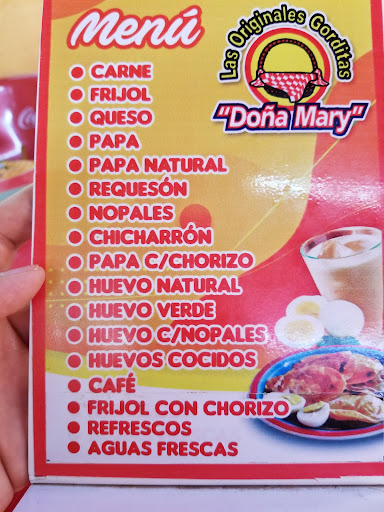 Menú
Las Originales Gorditas
"Doña Mary"
CARNE
FRIJOL
QUESO
PAPA
PAPA NATURAL
REQUESÓN
NOPALES
CHICHARRÓN
PAPA C/CHORIZO
HUEVO NATURAL
HUEVO VERDE
HUEVO C/NOPALES
HUEVOS COCIDOS
CAFÉ
FRIJOL CON CHORIZO
REFRESCOS
AGUAS FRESCAS